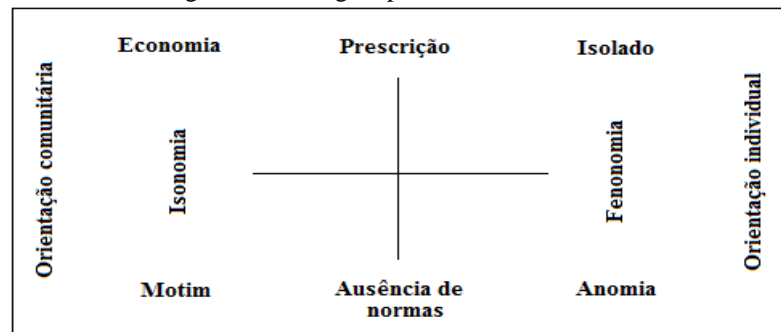 Economia
Prescrição
Isolado
Orientação comunitária
Isonomia
Fenonomia
Orientação individual
Motim
Ausência de
normas
Anomia